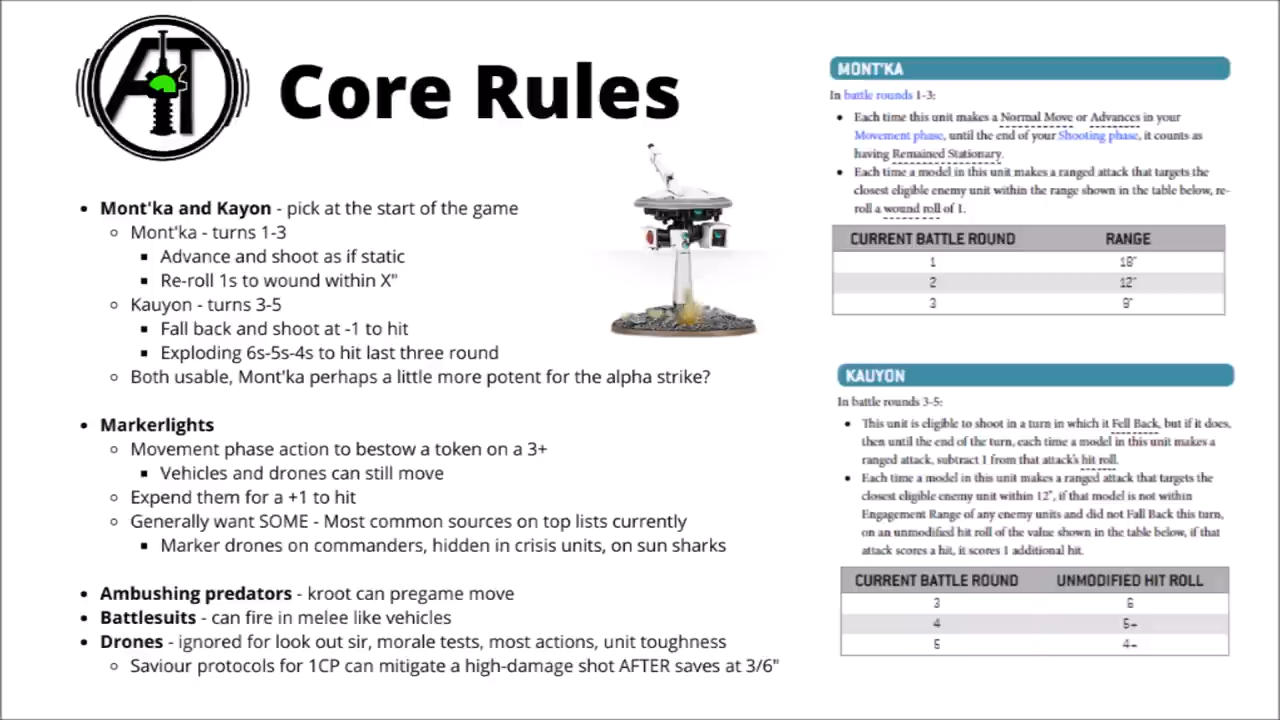 AT
Core Rules
• Mont'ka and Kayon - pick at the start of the game
◦ Mont'ka - turns 1-3
▪ Advance and shoot as if static
▪ Re-roll 1s to wound within X"
◦ Kauyon - turns 3-5
▪ Fall back and shoot at -1 to hit
▪ Exploding 6s-5s-4s to hit last three round
◦ Both usable, Mont'ka perhaps a little more potent for the alpha strike?
• Markerlights
◦ Movement phase action to bestow a token on a 3+
▪ Vehicles and drones can still move
◦ Expend them for a +1 to hit
◦ Generally want SOME - Most common sources on top lists currently
▪ Marker drones on commanders, hidden in crisis units, on sun sharks
• Ambushing predators - kroot can pregame move
• Battlesuits - can fire in melee like vehicles
• Drones - ignored for look out sir, morale tests, most actions, unit toughness
◦ Saviour protocols for 1CP can mitigate a high-damage shot AFTER saves at 3/6"
MONT'KA
In battle rounds 1-3:
• Each time this unit makes a Normal Move or Advances in your
Movement phase, until the end of your Shooting phase, it counts as
having Remained Stationary.
• Each time a model in this unit makes a ranged attack that targets the
closest eligible enemy unit within the range shown in the table below, re-
roll a wound roll of 1.
CURRENT BATTLE ROUND RANGE
1 18"
2 12"
3 9"
KAUYON
In battle rounds 3-5:
• This unit is eligible to shoot in a turn in which it Fell Back, but if it does,
then until the end of the turn, each time a model in this unit makes a
ranged attack, subtract 1 from that attack's hit roll.
• Each time a model in this unit makes a ranged attack that targets the
closest eligible enemy unit within 12", if that model is not within
Engagement Range of any enemy units and did not Fall Back this turn,
on an unmodified hit roll of the value shown in the table below, if that
attack scores a hit, it scores 1 additional hit.
CURRENT BATTLE ROUND UNMODIFIED HIT ROLL
3 6
4 5+
5 4+